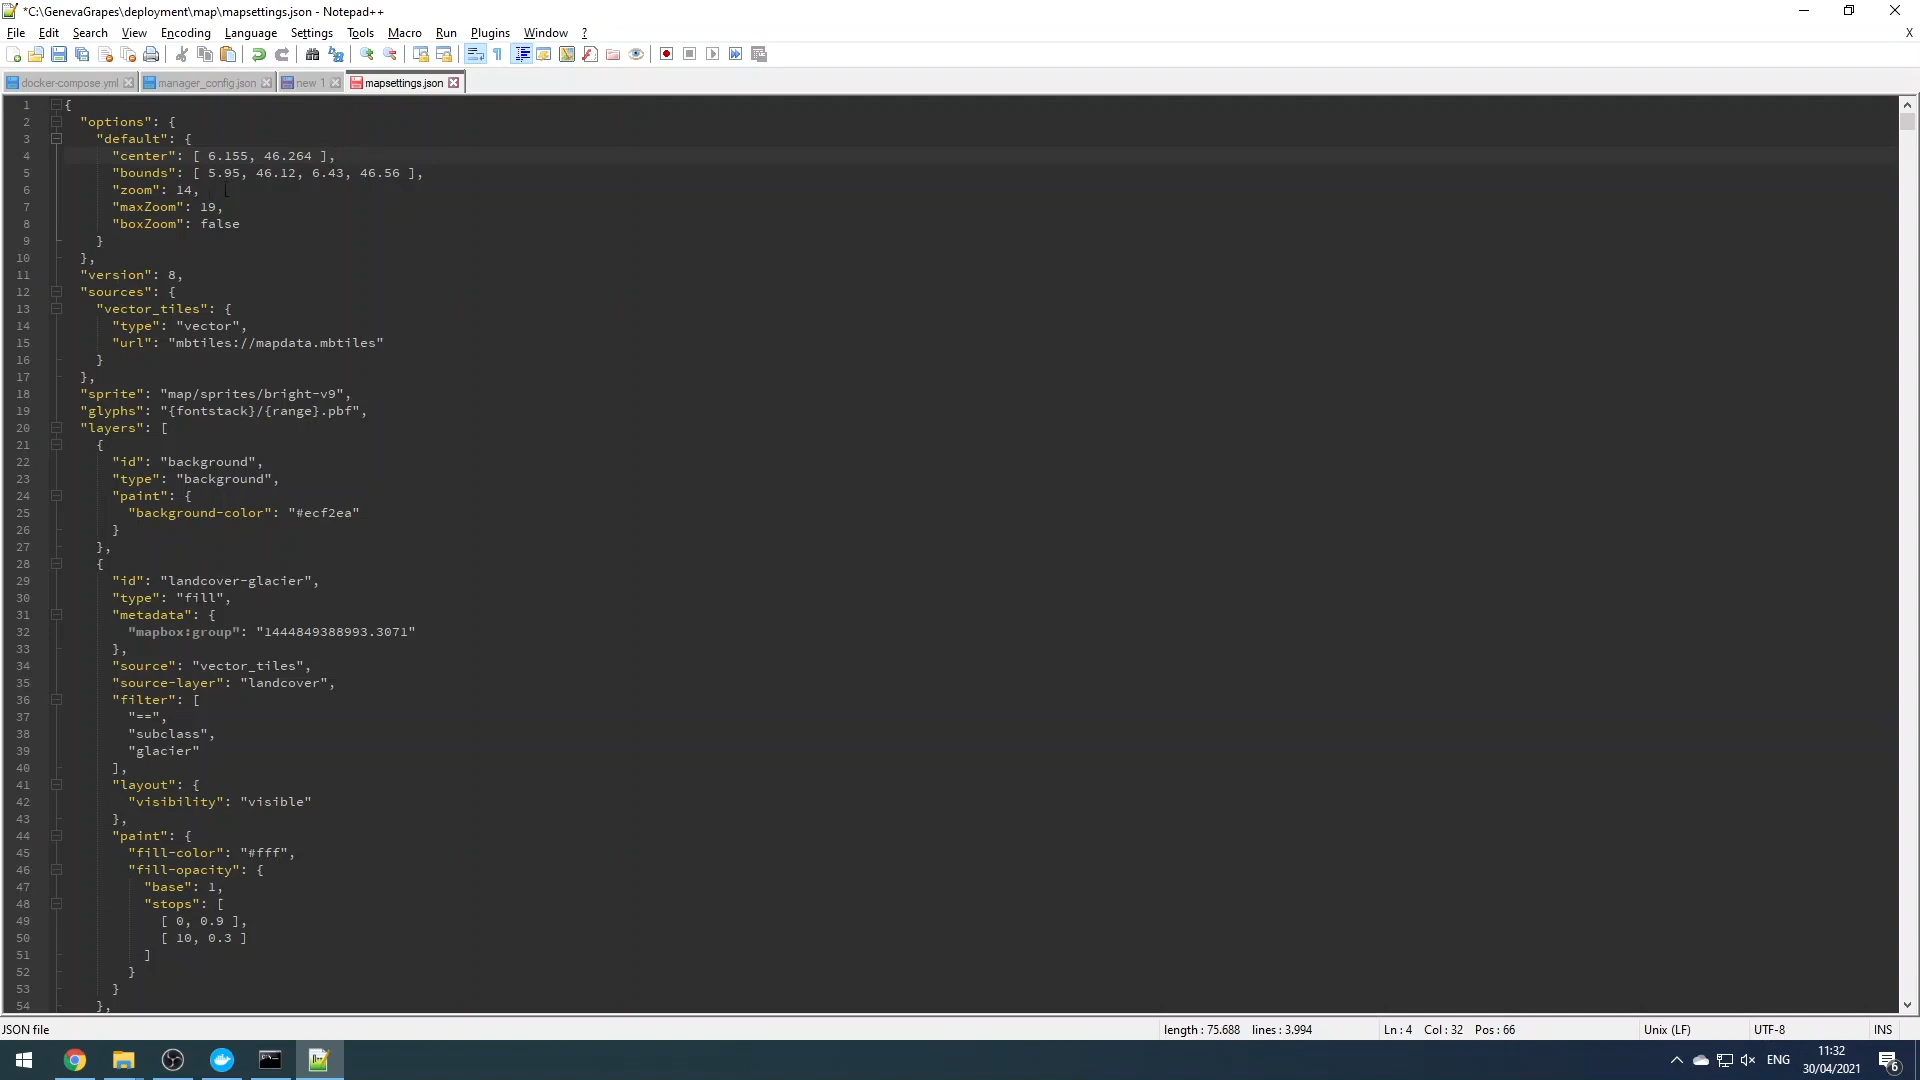 *C:\GenevaGrapes\deployment\map\mapsettings.json - Notepad++
File Edit Search View Encoding Language Settings Tools Macro Run Plugins Window ? X
docker-compose.yml manager_config.json new 1 mapsettings.json
1 {
2 "options": {
3 "default": {
4 "center": [ 6.155, 46.264 ],
5 "bounds": [ 5.95, 46.12, 6.43, 46.56 ],
6 "zoom": 14,
7 "maxZoom": 19,
8 "boxZoom": false
9 }
10 },
11 "version": 8,
12 "sources": {
13 "vector_tiles": {
14 "type": "vector",
15 "url": "mbtiles://mapdata.mbtiles"
16 }
17 },
18 "sprite": "map/sprites/bright-v9",
19 "glyphs": "{fontstack}/{range}.pbf",
20 "layers": [
21 {
22 "id": "background",
23 "type": "background",
24 "paint": {
25 "background-color": "#ecf2ea"
26 }
27 },
28 {
29 "id": "landcover-glacier",
30 "type": "fill",
31 "metadata": {
32 "mapbox:group": "1444849388993.3071"
33 },
34 "source": "vector_tiles",
35 "source-layer": "landcover",
36 "filter": [
37 "==",
38 "subclass",
39 "glacier"
40 ],
41 "layout": {
42 "visibility": "visible"
43 },
44 "paint": {
45 "fill-color": "#fff",
46 "fill-opacity": {
47 "base": 1,
48 "stops": [
49 [ 0, 0.9 ],
50 [ 10, 0.3 ]
51 ]
52 }
53 }
54 },
JSON file length : 75.688 lines : 3.994 Ln : 4 Col : 32 Pos : 66 Unix (LF) UTF-8 INS
ENG 11:32
30/04/2021 6